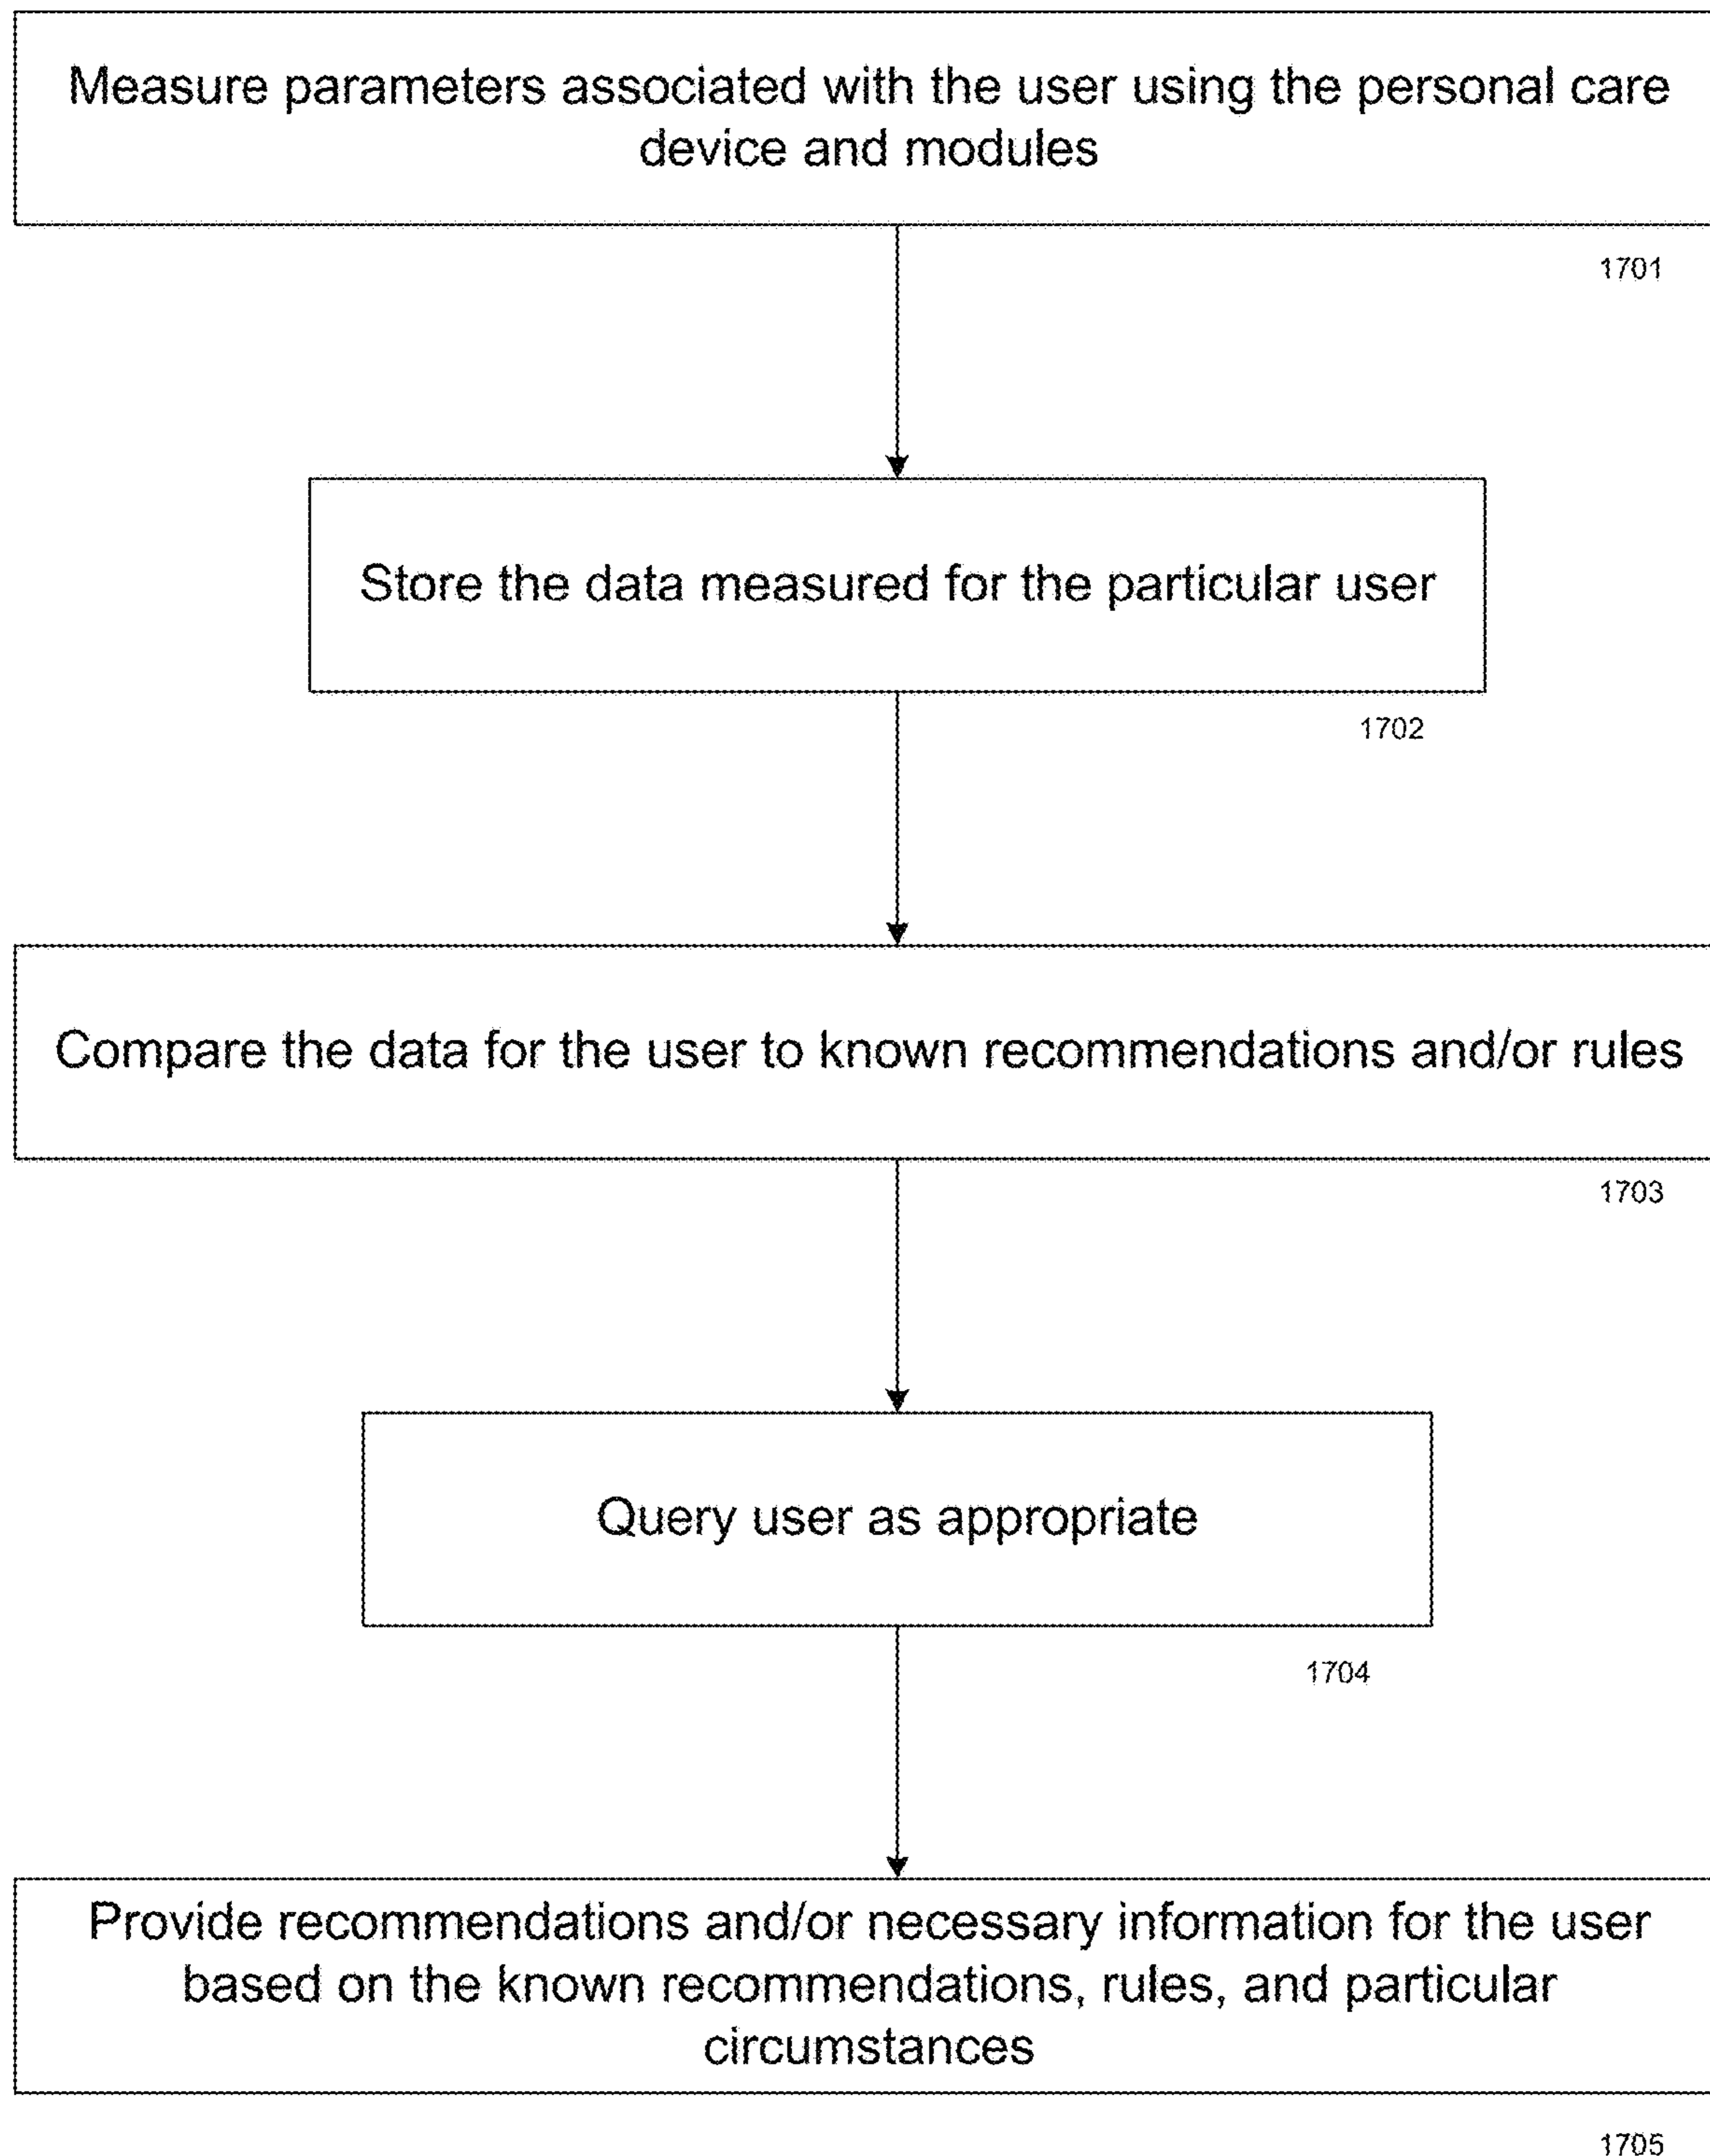 Measure parameters associated with the user using the personal care
device and modules
1701
Store the data measured for the particular user
1702
Compare the data for the user to known recommendations and/or rules
1703
Query user as appropriate
1704
Provide recommendations and/or necessary information for the user
based on the known recommendations, rules, and particular
circumstances
1705